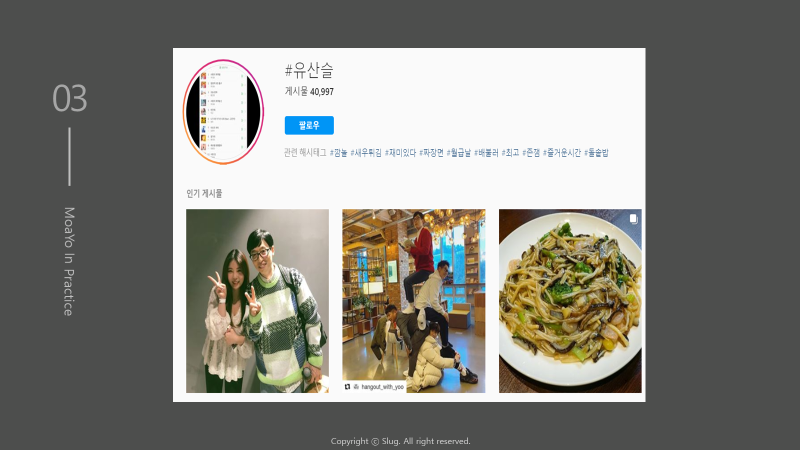 03
MoaYo In Practice
#유산슬
게시물 40,997
팔로우
관련 해시태그 #깜놀 #새우튀김 #재미있다 #짜장면 #월급날 #배불러 #최고 #존잼 #즐거운시간 #돌솥밥
인기 게시물
hangout_with_yoo
Copyright ⓒ Slug. All right reserved.